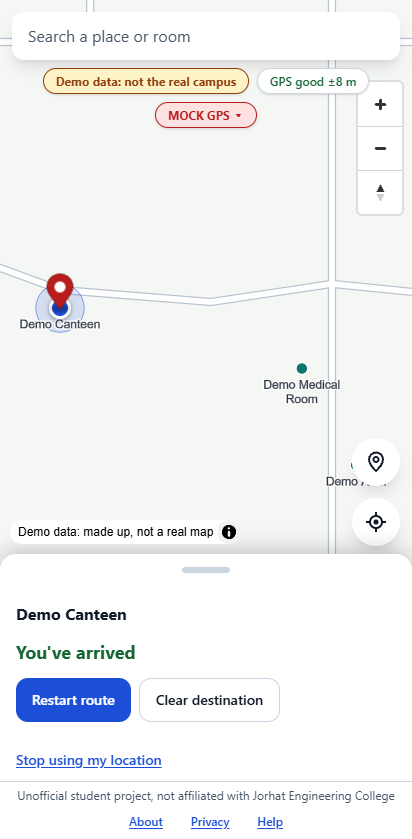 Search a place or room
Demo data: not the real campus
GPS good ±8 m
MOCK GPS
Demo Canteen
Demo Medical
Room
Demo
Demo data: made up, not a real map
Demo Canteen
You've arrived
Restart route
Clear destination
Stop using my location
Unofficial student project, not affiliated with Jorhat Engineering College
About
Privacy
Help